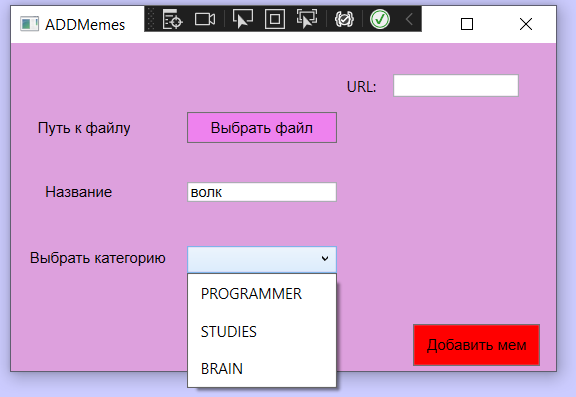 ADDMemes
URL:
Путь к файлу
Выбрать файл
Название
волк
Выбрать категорию
PROGRAMMER
STUDIES
BRAIN
Добавить мем